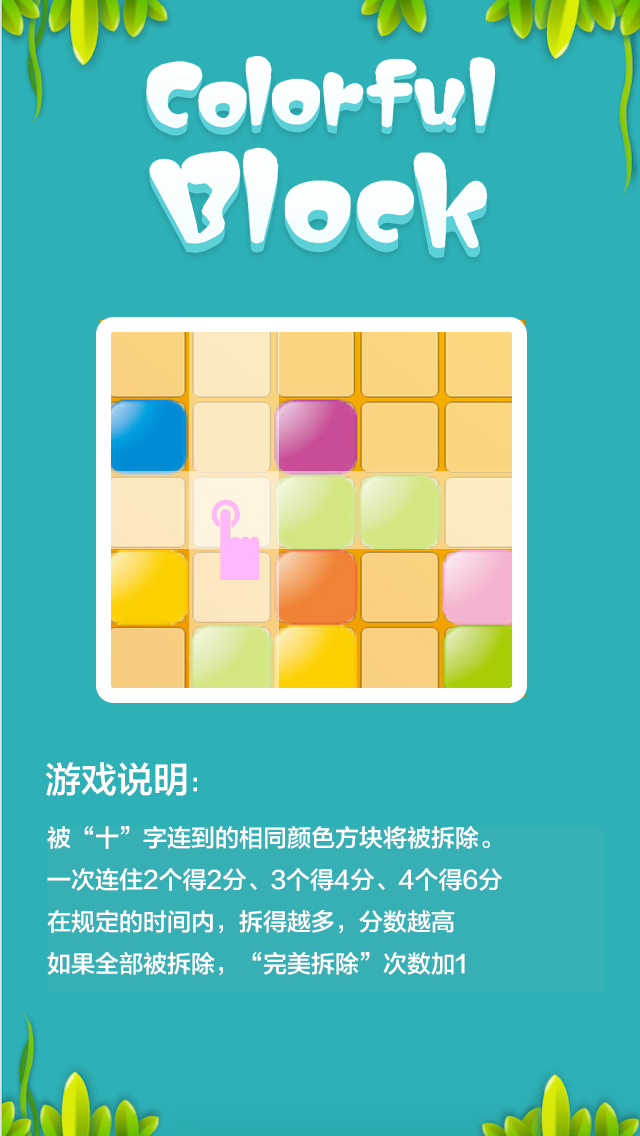 Colorful
Block
游戏说明：
被“十”字连到的相同颜色方块将被拆除。
一次连住2个得2分、3个得4分、4个得6分
在规定的时间内，拆得越多，分数越高
如果全部被拆除，“完美拆除”次数加1